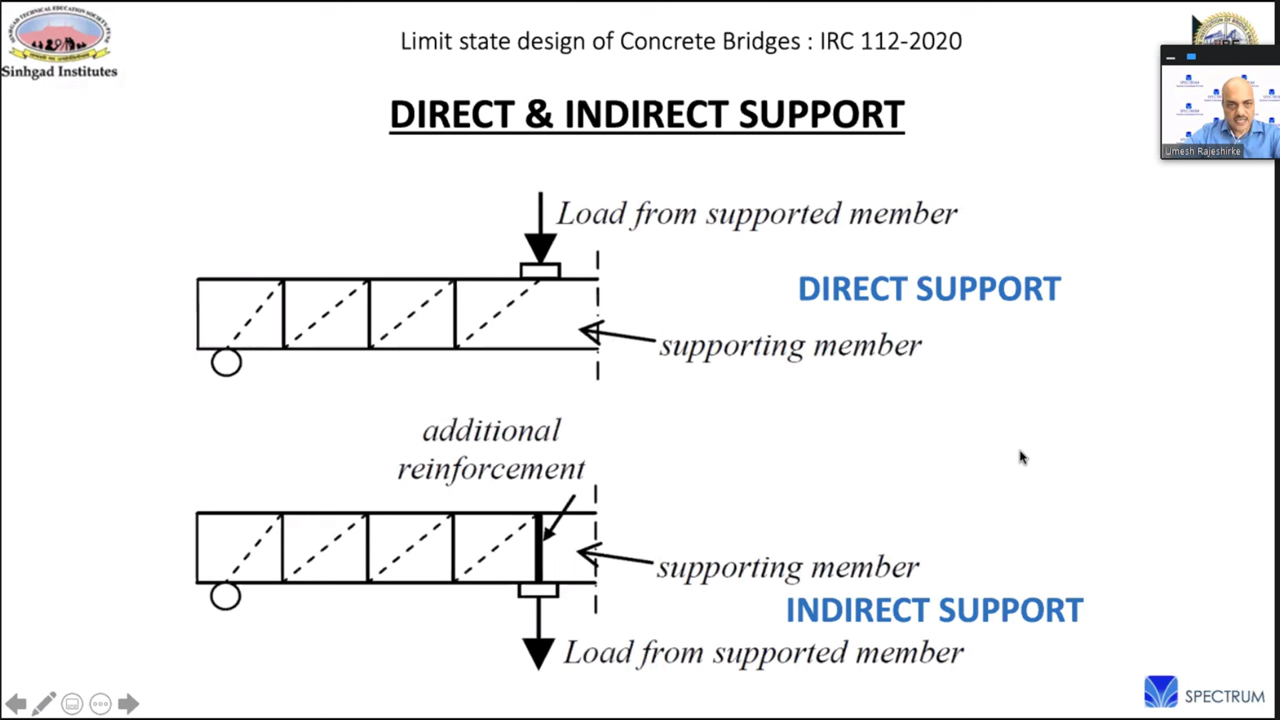 Sinhgad Institutes
Limit state design of Concrete Bridges : IRC 112-2020
Umesh Rajeshirke
DIRECT & INDIRECT SUPPORT
Load from supported member
DIRECT SUPPORT
supporting member
additional
reinforcement
supporting member
INDIRECT SUPPORT
Load from supported member
SPECTRUM